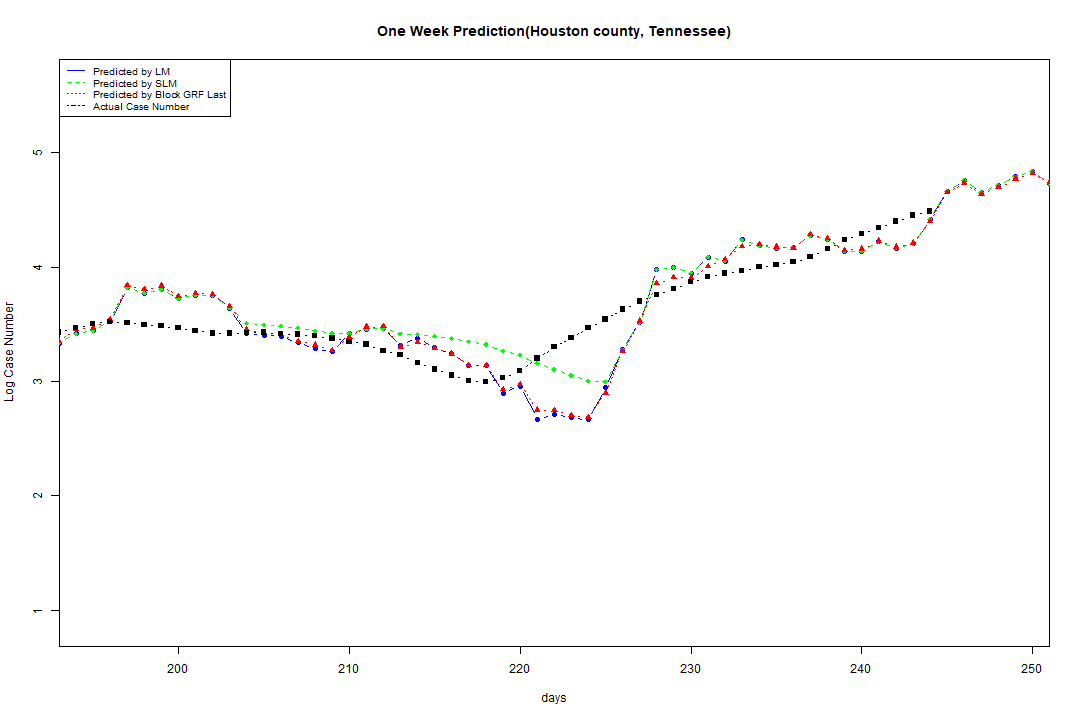 One Week Prediction(Houston county, Tennessee)
Predicted by LM
Predicted by SLM
Predicted by Block GRF Last
Actual Case Number
5
4
3
2
1
Log Case Number
200 210 220 230 240 250
days